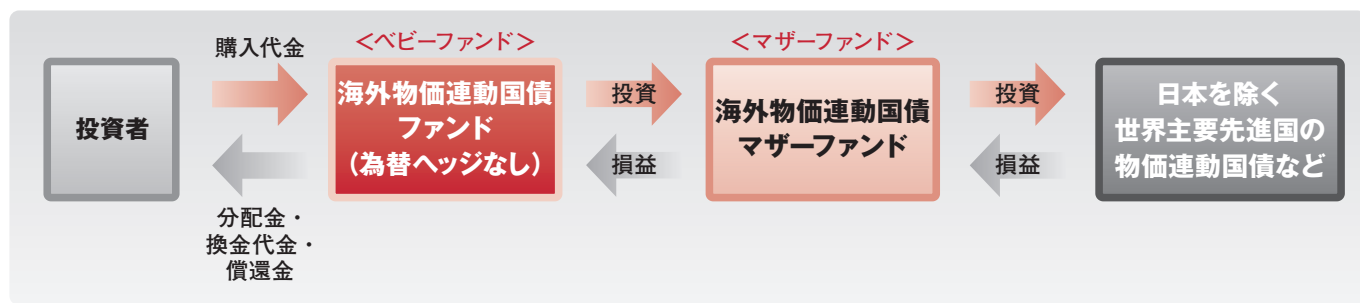 投資者
購入代金
分配金・
換金代金・
償還金
＜ベビーファンド＞
海外物価連動国債
ファンド
（為替ヘッジなし）
投資
損益
＜マザーファンド＞
海外物価連動国債
マザーファンド
投資
損益
日本を除く
世界主要先進国の
物価連動国債など